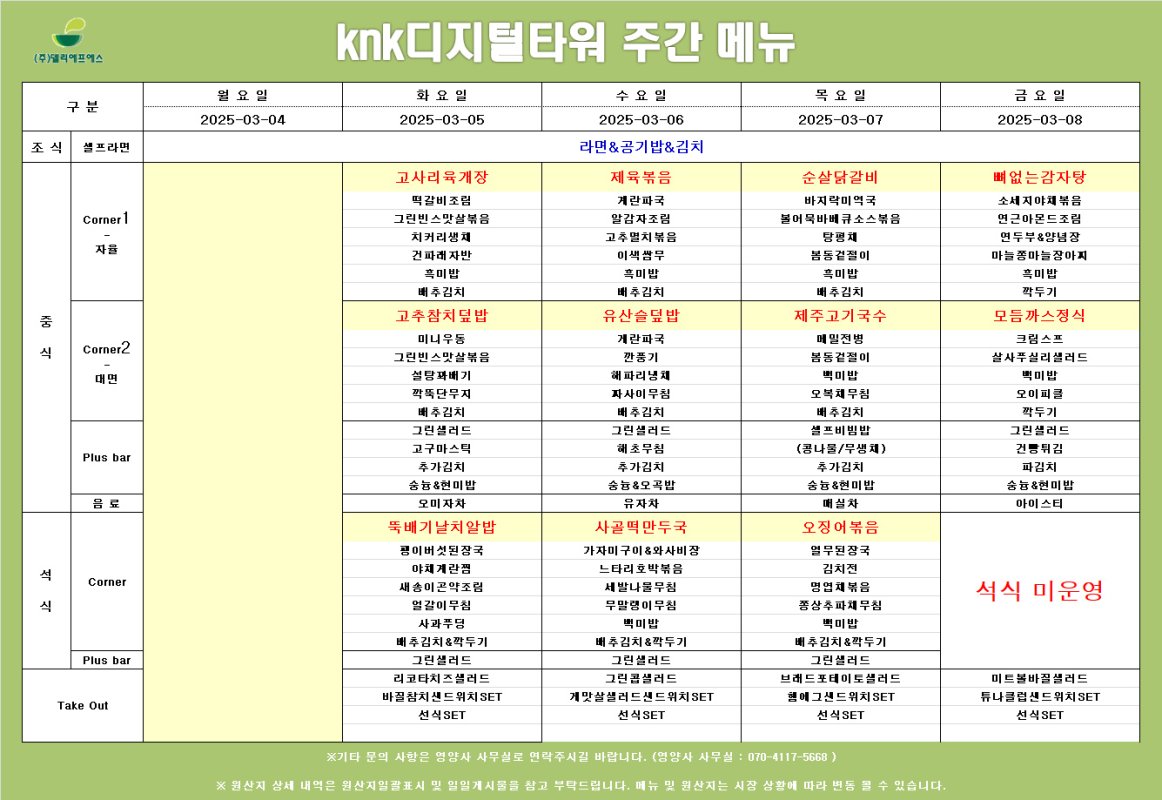 (주)델리에프에스
knk디지털타워 주간 메뉴
구 분
월 요 일
화 요 일
수 요 일
목 요 일
금 요 일
2025-03-04
2025-03-05
2025-03-06
2025-03-07
2025-03-08
조 식
셀프라면
라면&공기밥&김치
중 식
Corner1 - 자율
고사리육개장
제육볶음
순살닭갈비
뼈없는감자탕
떡갈비조림
계란파국
바지락미역국
소세지야채볶음
그린빈스맛살볶음
알감자조림
볼어묵바베큐소스볶음
연근아몬드조림
치커리생채
고추멸치볶음
탕평채
연두부&양념장
건파래자반
이색쌈무
봄동겉절이
마늘쫑마늘장아찌
흑미밥
흑미밥
흑미밥
흑미밥
배추김치
배추김치
배추김치
깍두기
Corner2 - 대면
고추참치덮밥
유산슬덮밥
제주고기국수
모듬까스정식
미니우동
계란파국
메밀전병
크림스프
그린빈스맛살볶음
깐풍기
봄동겉절이
살사푸실리샐러드
설탕꽈배기
해파리냉채
백미밥
백미밥
깍뚝단무지
짜사이무침
오복채무침
오이피클
배추김치
배추김치
배추김치
깍두기
Plus bar
그린샐러드
그린샐러드
셀프비빔밥
그린샐러드
고구마스틱
해초무침
(콩나물/무생채)
건빵튀김
추가김치
추가김치
추가김치
파김치
숭늉&현미밥
숭늉&오곡밥
숭늉&현미밥
숭늉&현미밥
음 료
오미자차
유자차
매실차
아이스티
석 식
Corner
뚝배기날치알밥
사골떡만두국
오징어볶음
석식 미운영
팽이버섯된장국
가자미구이&와사비장
열무된장국
야채계란찜
느타리호박볶음
김치전
새송이곤약조림
세발나물무침
명엽채볶음
얼갈이무침
무말랭이무침
쫑상추파채무침
사과푸딩
백미밥
백미밥
배추김치&깍두기
배추김치&깍두기
배추김치&깍두기
Plus bar
그린샐러드
그린샐러드
그린샐러드
Take Out
리코타치즈샐러드
그린콥샐러드
브래드포테이토샐러드
미트볼바질샐러드
바질참치샌드위치SET
게맛살샐러드샌드위치SET
햄에그샌드위치SET
튜나클럽샌드위치SET
선식SET
선식SET
선식SET
선식SET
※기타 문의 사항은 영양사 사무실로 연락주시길 바랍니다. (영양사 사무실 : 070-4117-5668 )
※ 원산지 상세 내역은 원산지일괄표시 및 일일게시물을 참고 부탁드립니다. 메뉴 및 원산지는 시장 상황에 따라 변동 될 수 있습니다.